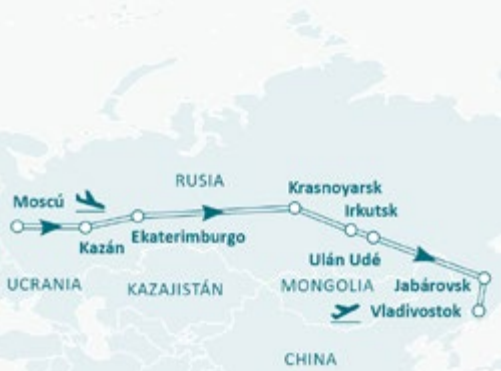 RUSIA
Moscú
Krasnoyarsk
Irkutsk
Kazán
Ekaterimburgo
Ulán Udé
UCRANIA
KAZAJISTÁN
MONGOLIA
Jabárovsk
Vladivostok
CHINA